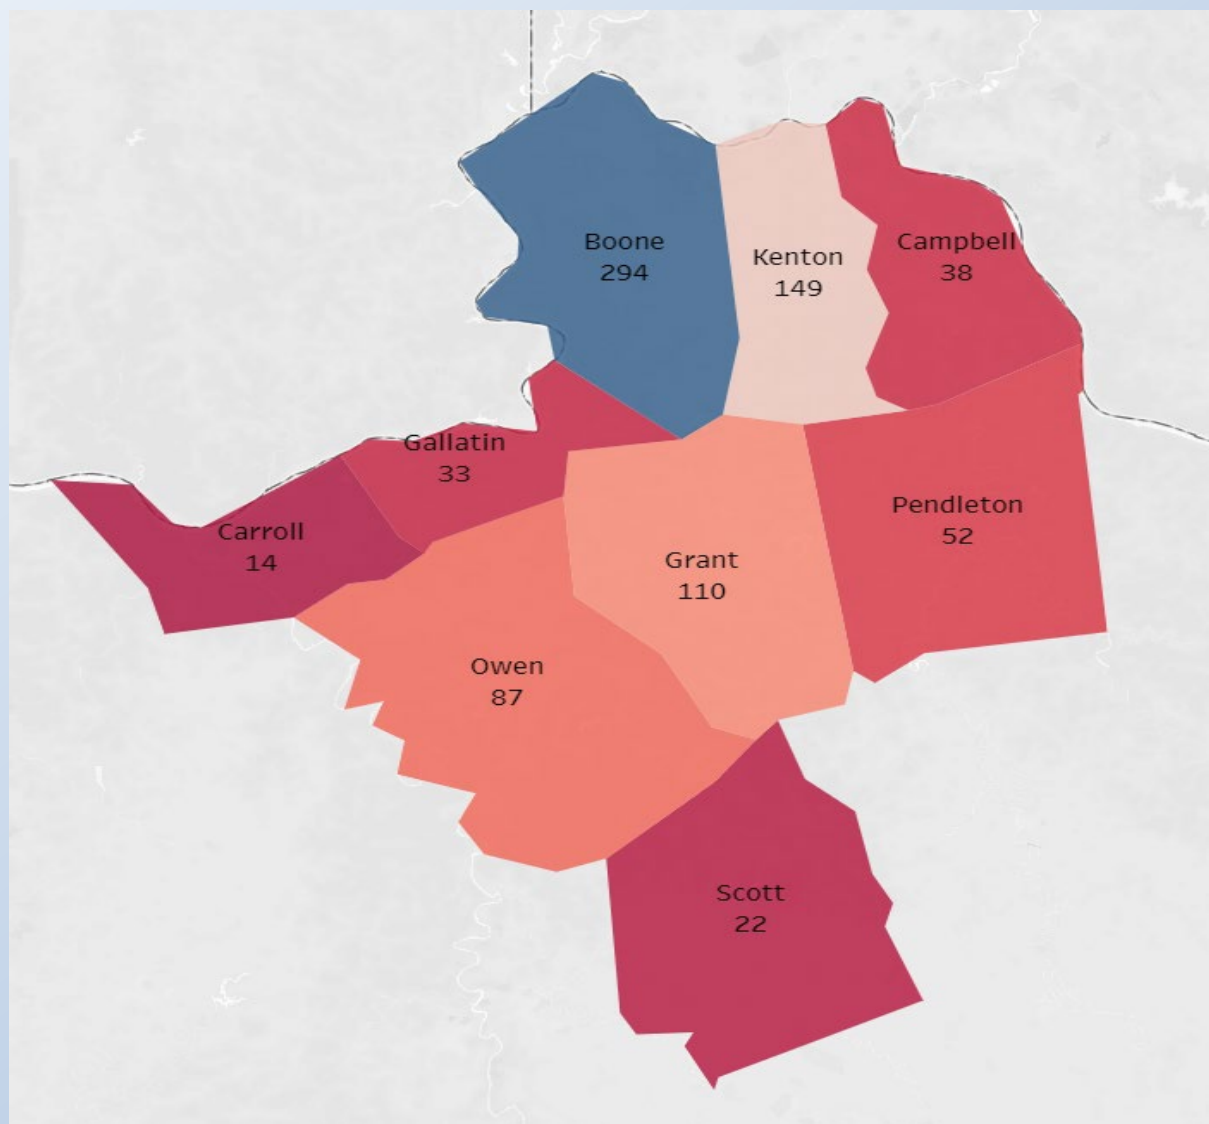 Boone
294
Kenton
149
Campbell
38
Gallatin
33
Carroll
14
Pendleton
52
Grant
110
Owen
87
Scott
22